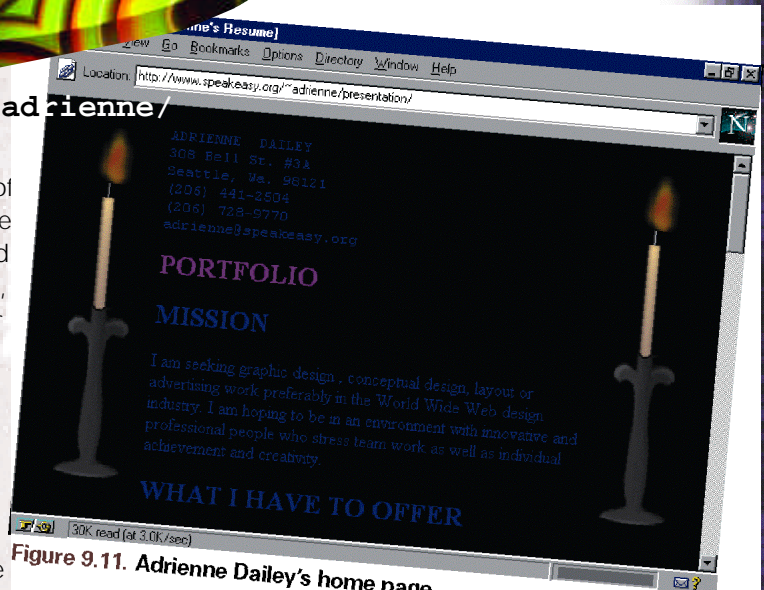 ne's Resume]
View Go Bookmarks Options Directory Window Help
Location: http://www.speakeasy.org/~adrienne/presentation/
adrienne/
N
ADRIENNE DAILEY
308 Bell St. #3A
Seattle, Wa. 98121
(206) 441-2504
(206) 728-9770
adrienne@speakeasy.org
of
e
d
,
PORTFOLIO
MISSION
I am seeking graphic design , conceptual design, layout or
advertising work preferably in the World Wide Web design
industry. I am hoping to be in an environment with innovative and
professional people who stress team work as well as individual
achievement and creativity.
WHAT I HAVE TO OFFER
30K read (at 3.0K/sec)
e
Figure 9.11. Adrienne Dailey's home page